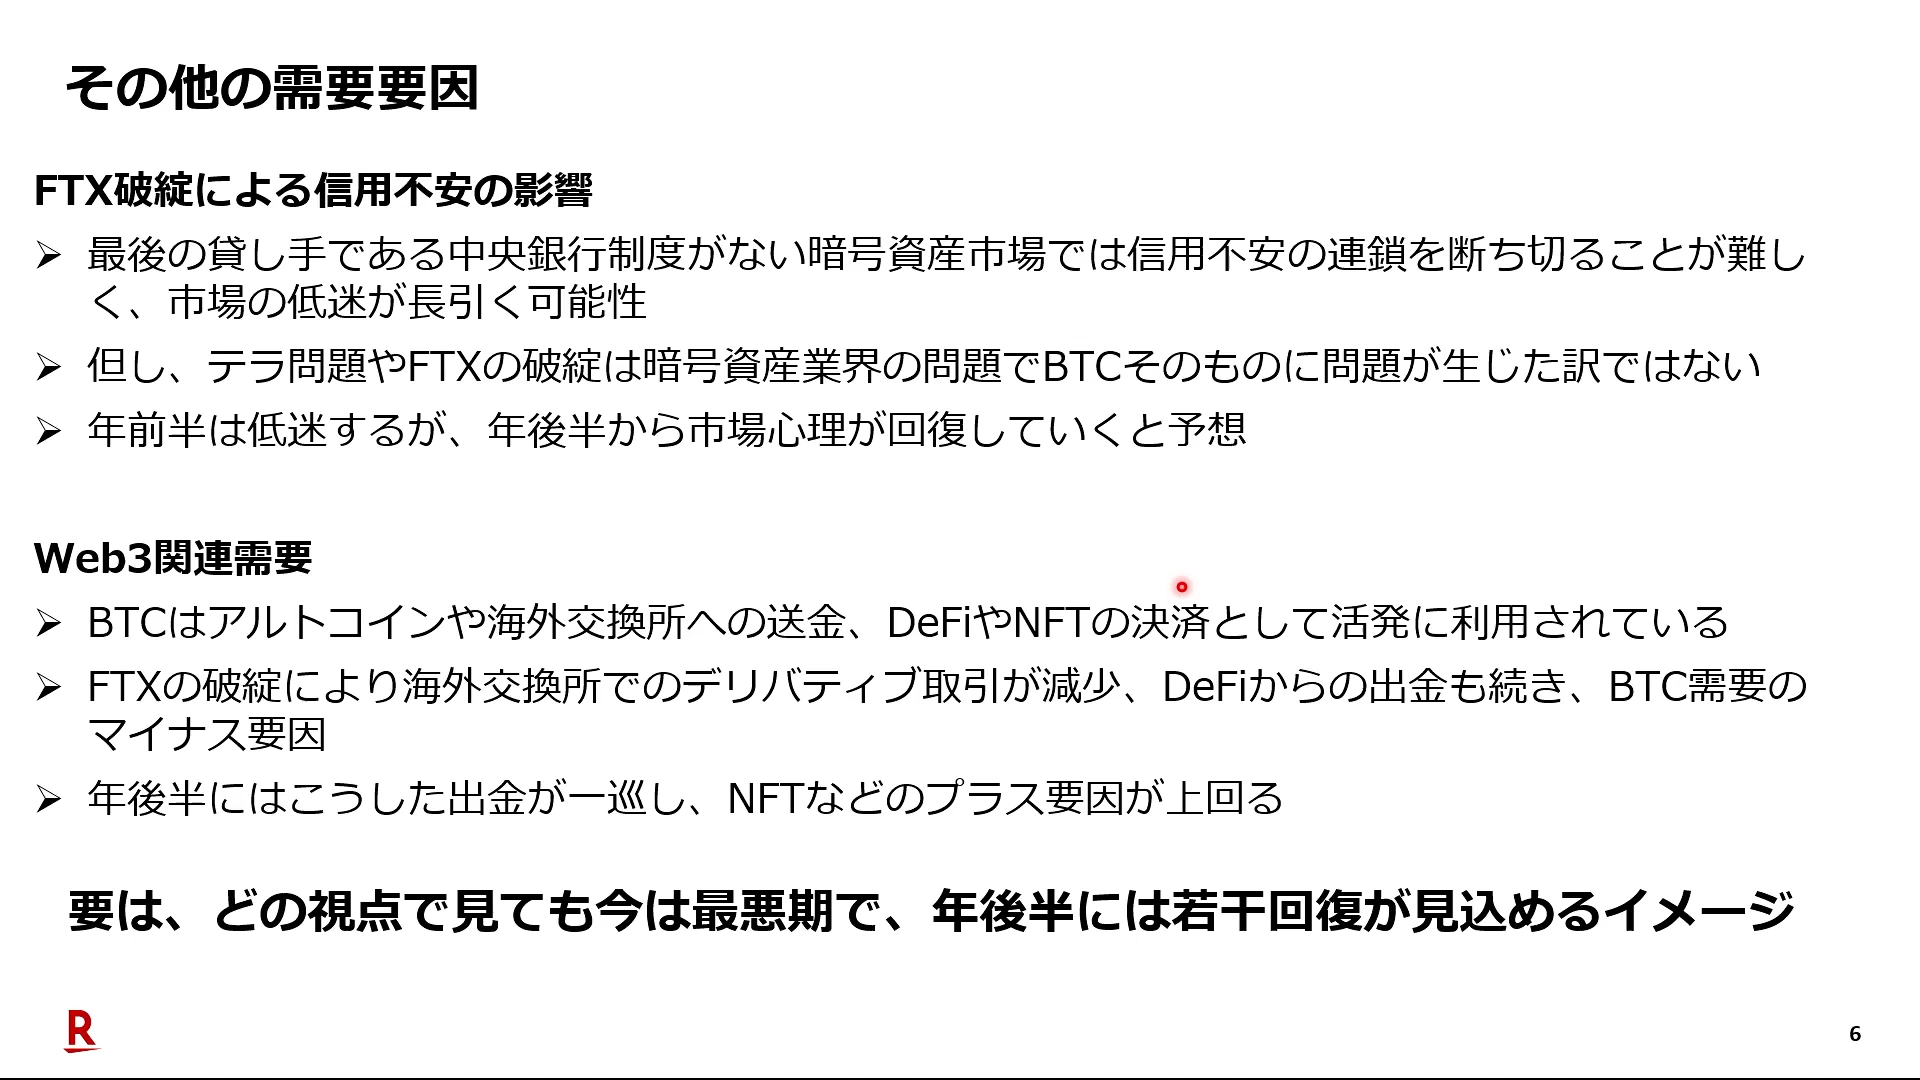 その他の需要要因
FTX破綻による信用不安の影響
➢ 最後の貸し手である中央銀行制度がない暗号資産市場では信用不安の連鎖を断ち切ることが難し
く、市場の低迷が長引く可能性
➢ 但し、テラ問題やFTXの破綻は暗号資産業界の問題でBTCそのものに問題が生じた訳ではない
➢ 年前半は低迷するが、年後半から市場心理が回復していくと予想
Web3関連需要
➢ BTCはアルトコインや海外交換所への送金、DeFiやNFTの決済として活発に利用されている
➢ FTXの破綻により海外交換所でのデリバティブ取引が減少、DeFiからの出金も続き、BTC需要の
マイナス要因
➢ 年後半にはこうした出金が一巡し、NFTなどのプラス要因が上回る
要は、どの視点で見ても今は最悪期で、年後半には若干回復が見込めるイメージ
R
6